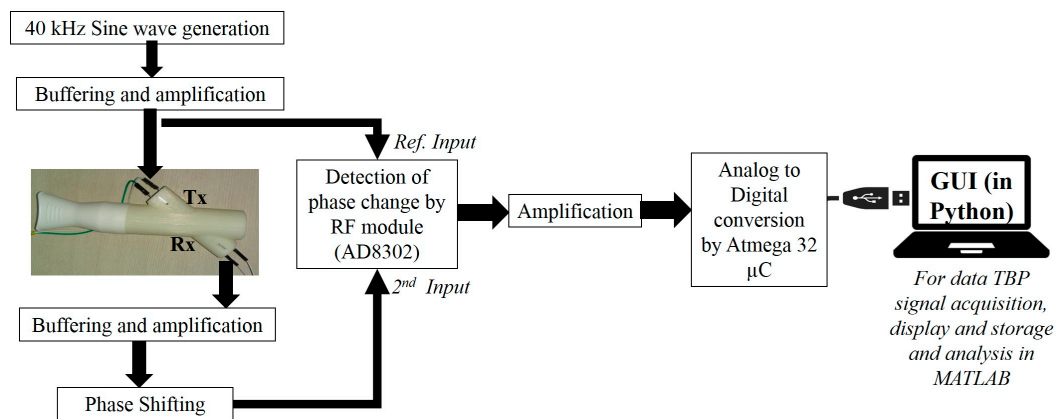 40 kHz Sine wave generation
Buffering and amplification
Ref. Input
Tx
Rx
Detection of
phase change by
RF module
(AD8302)
2nd Input
Buffering and amplification
Phase Shifting
Amplification
Analog to
Digital
conversion
by Atmega 32
µC
GUI (in
Python)
For data TBP
signal acquisition,
display and storage
and analysis in
MATLAB